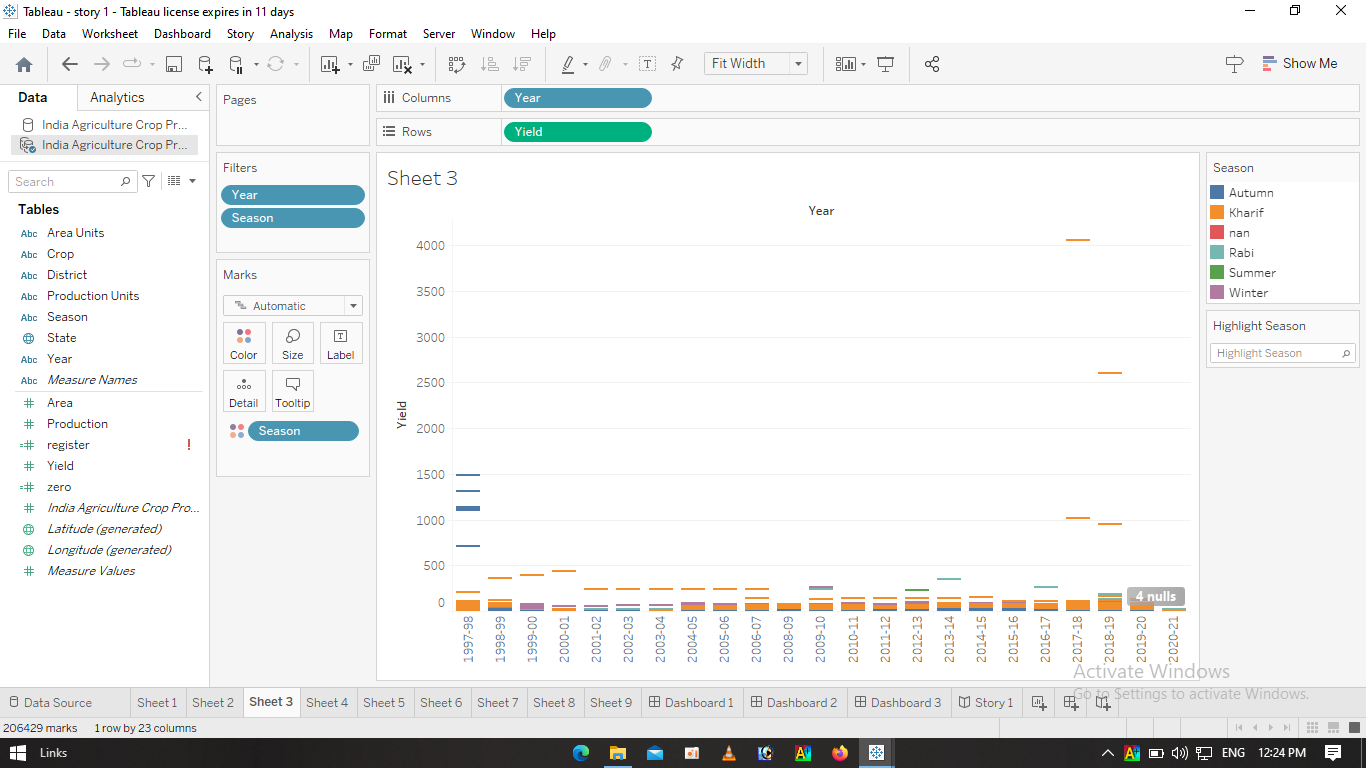 Tableau - story 1 - Tableau license expires in 11 days
File Data Worksheet Dashboard Story Analysis Map Format Server Window Help
Fit Width
Show Me
Data Analytics
India Agriculture Crop Pr...
India Agriculture Crop Pr...
Search
Tables
Abc Area Units
Abc Crop
Abc District
Abc Production Units
Abc Season
State
Abc Year
Abc Measure Names
# Area
# Production
=# register !
# Yield
=# zero
# India Agriculture Crop Pro...
Latitude (generated)
Longitude (generated)
# Measure Values
Pages
Filters
Year
Season
Marks
Automatic
Color Size Label
Detail Tooltip
Season
Columns Year
Rows Yield
Sheet 3
Year
Yield
4000
3500
3000
2500
2000
1500
1000
500
0
4 nulls
1997-98
1998-99
1999-00
2000-01
2001-02
2002-03
2003-04
2004-05
2005-06
2006-07
2008-09
2009-10
2010-11
2011-12
2012-13
2013-14
2014-15
2015-16
2016-17
2017-18
2018-19
2019-20
2020-21
Season
Autumn
Kharif
nan
Rabi
Summer
Winter
Highlight Season
Highlight Season
Activate Windows
Go to Settings to activate Windows.
Data Source Sheet 1 Sheet 2 Sheet 3 Sheet 4 Sheet 5 Sheet 6 Sheet 7 Sheet 8 Sheet 9 Dashboard 1 Dashboard 2 Dashboard 3 Story 1
206429 marks 1 row by 23 columns
Links
ENG 12:24 PM